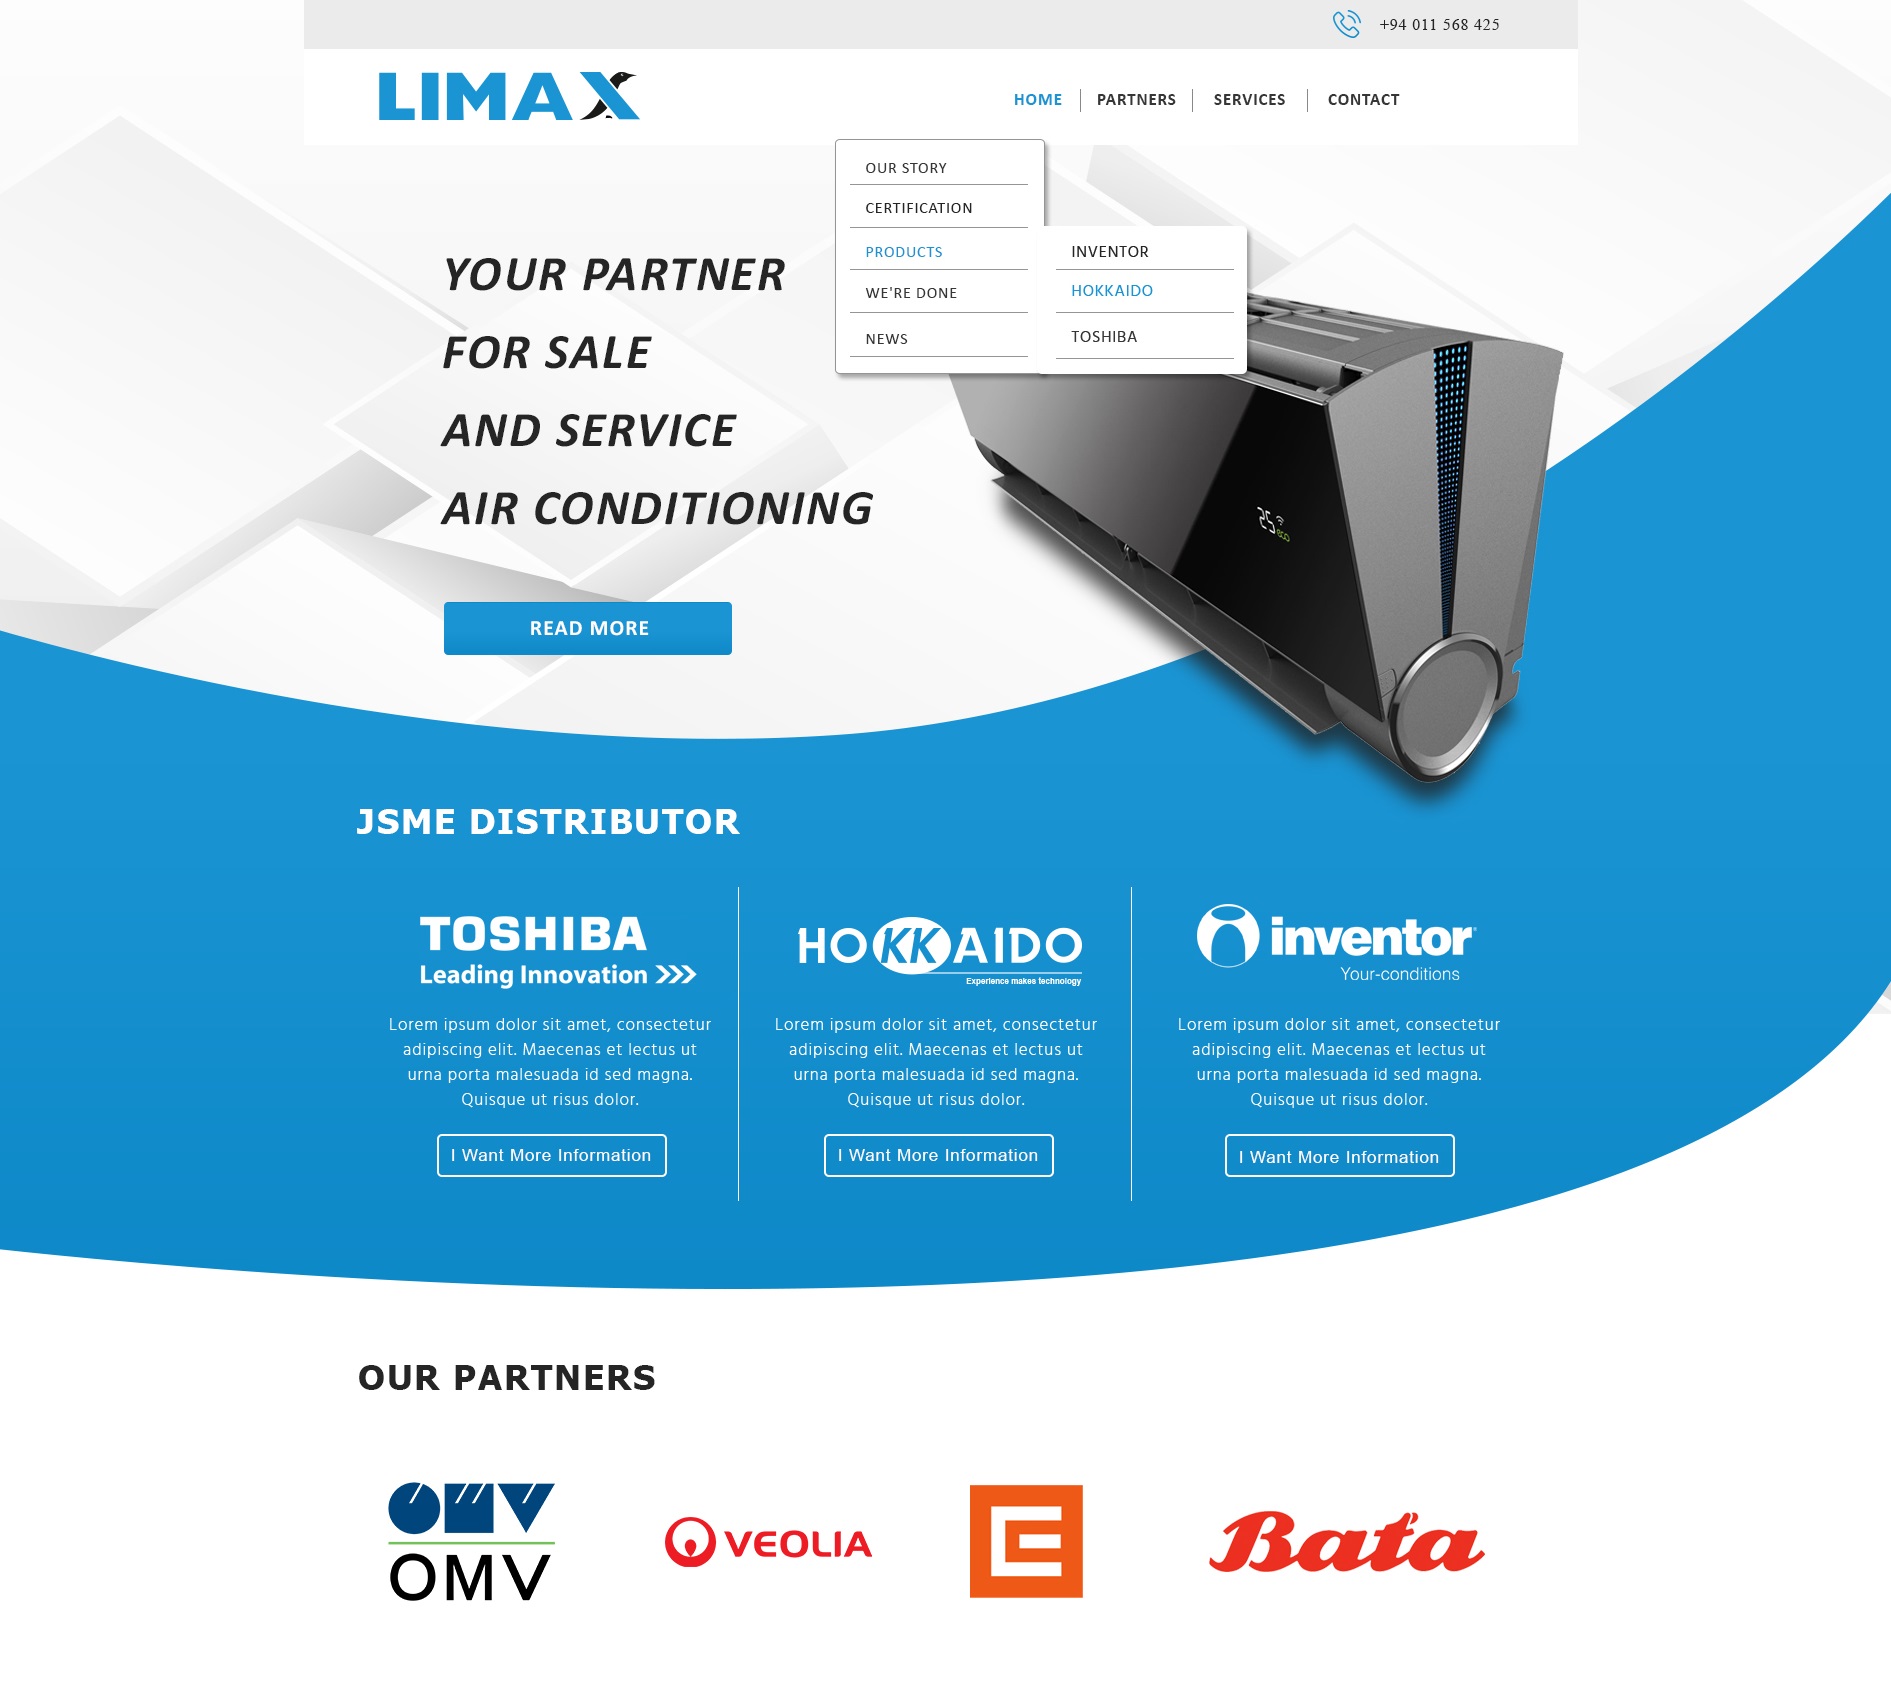 +94 011 568 425
LIMAX
HOME
PARTNERS
SERVICES
CONTACT
OUR STORY
CERTIFICATION
PRODUCTS
WE'RE DONE
NEWS
INVENTOR
HOKKAIDO
TOSHIBA
YOUR PARTNER
FOR SALE
AND SERVICE
AIR CONDITIONING
READ MORE
25
eco
JSME DISTRIBUTOR
TOSHIBA
Leading Innovation
Lorem ipsum dolor sit amet, consectetur
adipiscing elit. Maecenas et lectus ut
urna porta malesuada id sed magna.
Quisque ut risus dolor.
I Want More Information
HOKKAIDO
Experience makes technology
Lorem ipsum dolor sit amet, consectetur
adipiscing elit. Maecenas et lectus ut
urna porta malesuada id sed magna.
Quisque ut risus dolor.
I Want More Information
inventor
Your-conditions
Lorem ipsum dolor sit amet, consectetur
adipiscing elit. Maecenas et lectus ut
urna porta malesuada id sed magna.
Quisque ut risus dolor.
I Want More Information
OUR PARTNERS
OMV
OMV
VEOLIA
Baťa